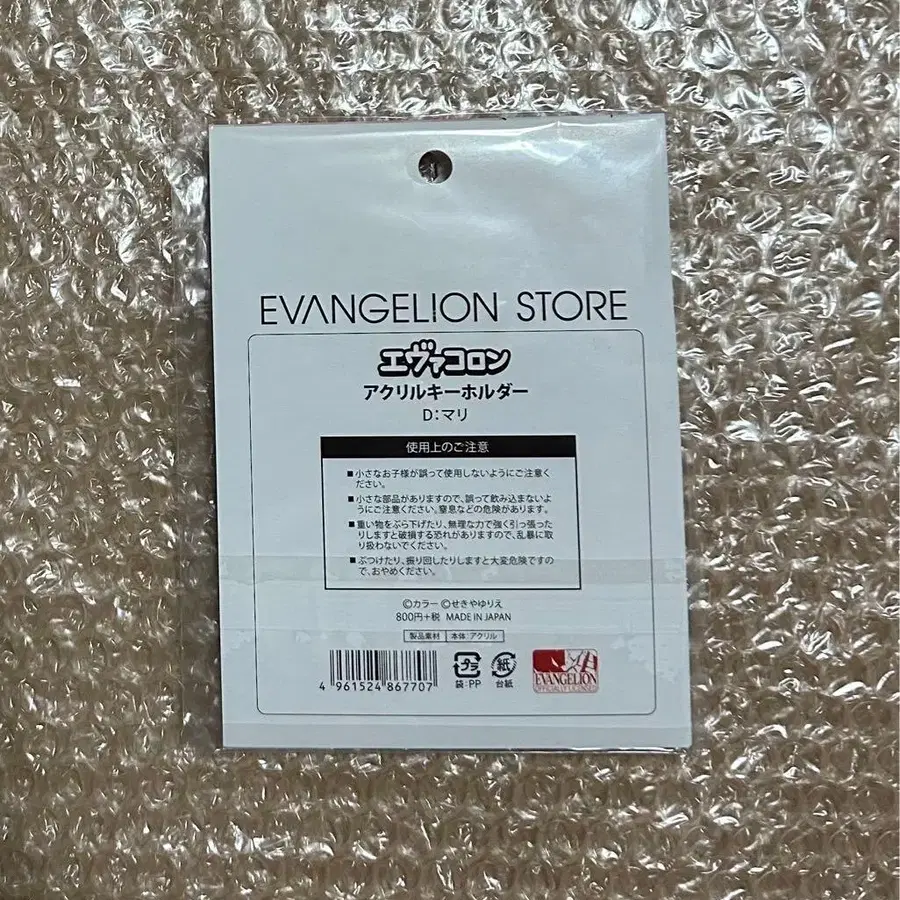 EVANGELION STORE
エヴァコロン
アクリルキーホルダー
D:マリ
使用上のご注意
■小さなお子様が誤って使用しないようにご注意く
ださい。
■小さな部品がありますので、誤って飲み込まないよ
うにご注意ください。窒息などの危険があります。
■重い物をぶら下げたり、無理な力で強く引っ張った
りしますと破損する恐れがありますので、乱暴に取
り扱わないでください。
■ぶつけたり、振り回したりしますと大変危険ですの
で、おやめください。
©カラー ©せきやゆりえ
800円+税 MADE IN JAPAN
製品素材 本体:アクリル
4 961524 867707
プラ
袋:PP
紙
台紙
EVANGELION
OFFICIALLY LICENSED